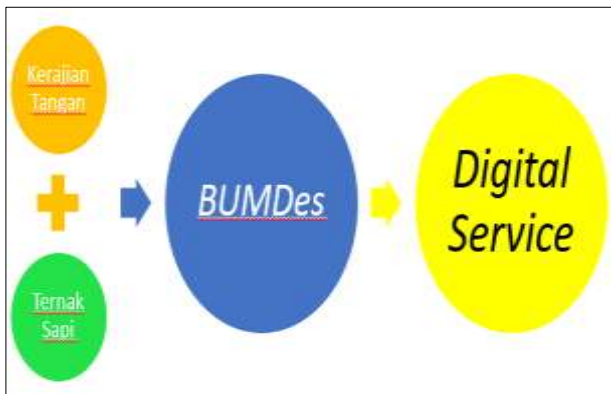 Kerajian
Tangan
Ternak
Sapi
BUMDes
Digital
Service